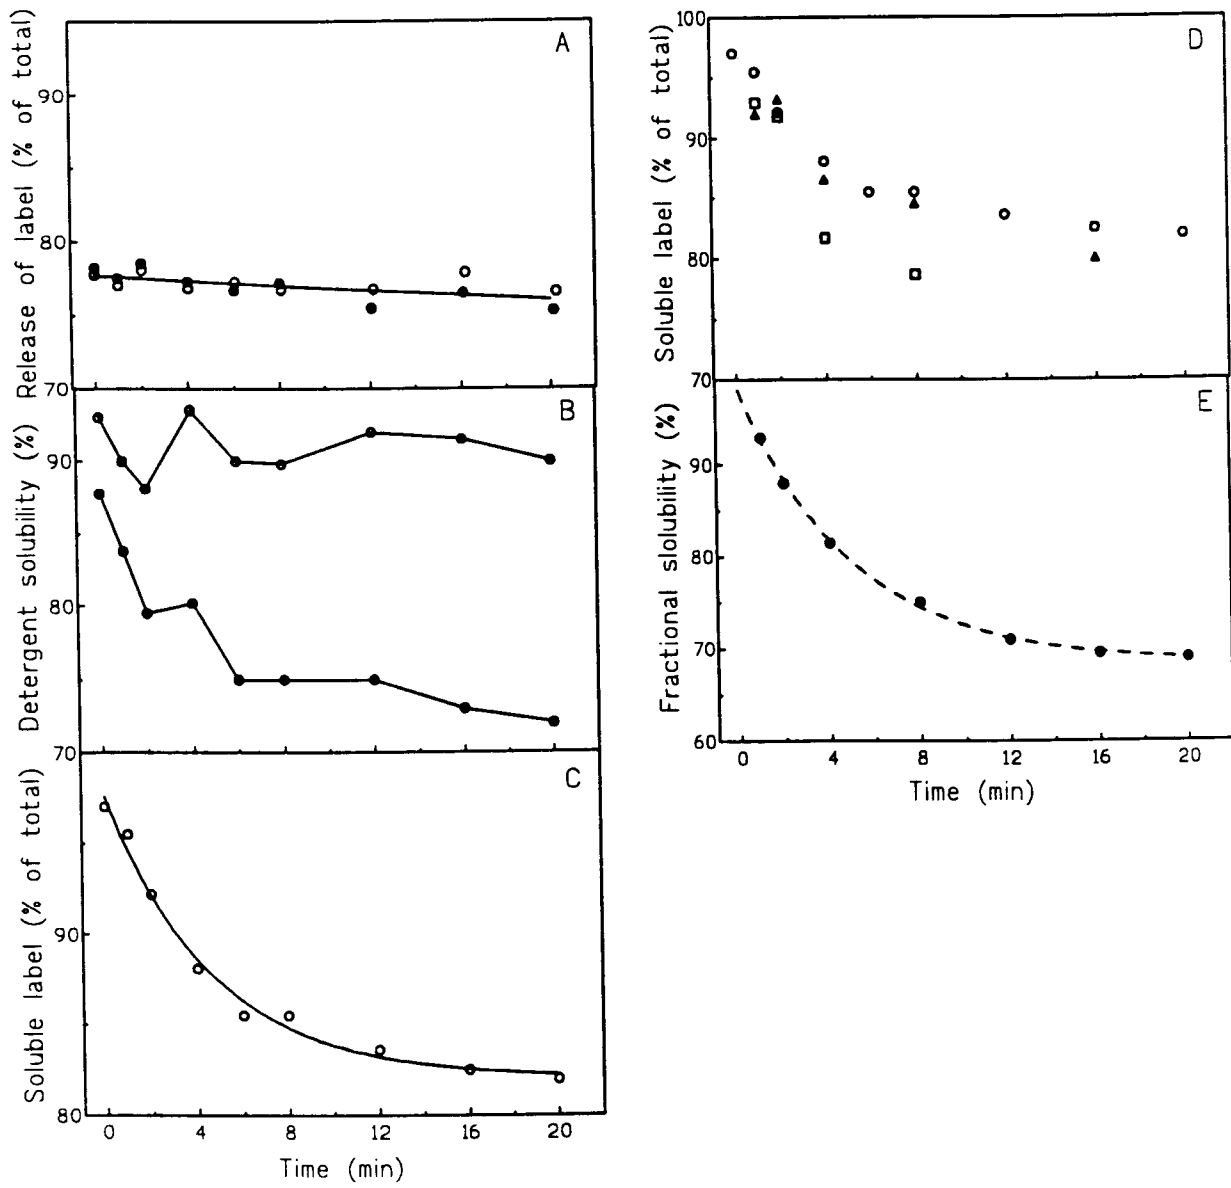 A
Release of label (% of total)
90
80
70
B
Detergent solubility (%)
90
80
70
C
Soluble label (% of total)
90
80
0 4 8 12 16 20
Time (min)
D
Soluble label (% of total)
100
90
80
70
E
Fractional slolubility (%)
90
80
70
60
0 4 8 12 16 20
Time (min)